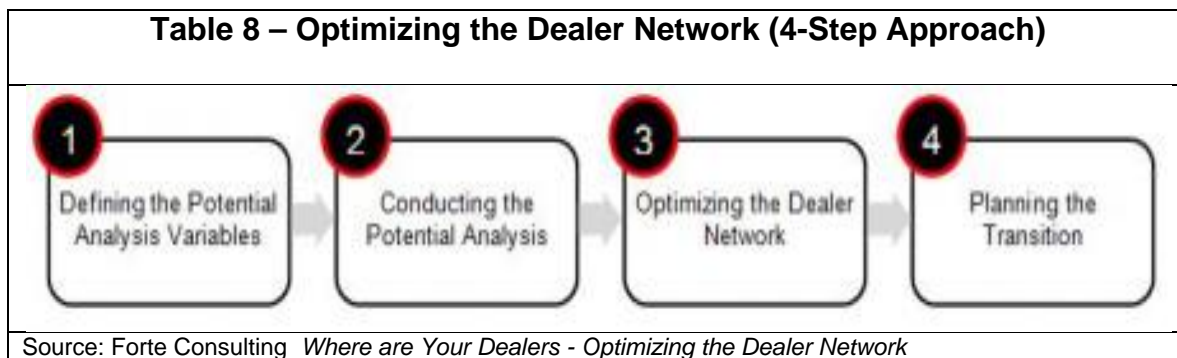 Table 8 – Optimizing the Dealer Network (4-Step Approach)
1
Defining the Potential
Analysis Variables
2
Conducting the
Potential Analysis
3
Optimizing the Dealer
Network
4
Planning the
Transition
Source: Forte Consulting Where are Your Dealers - Optimizing the Dealer Network